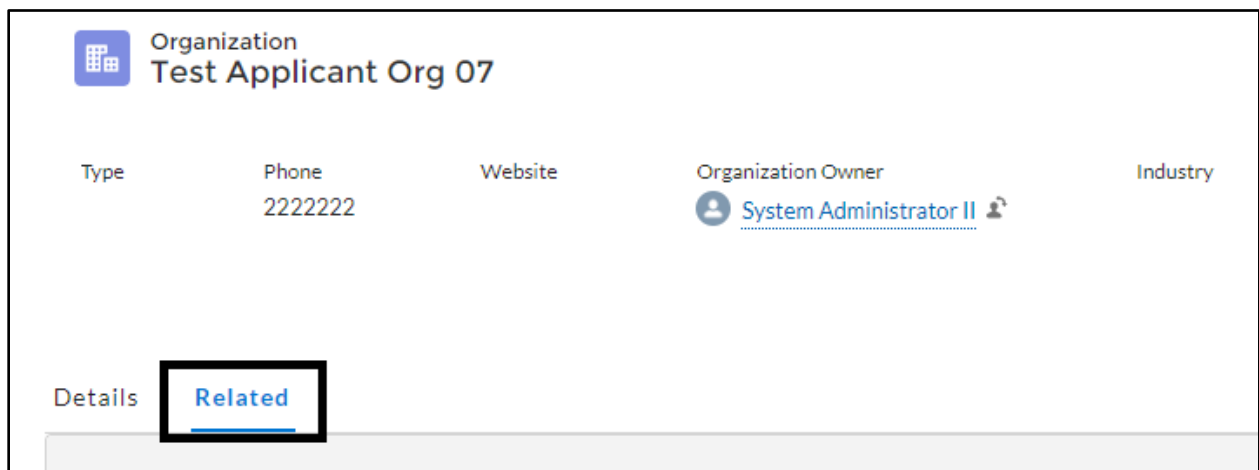 Organization
Test Applicant Org 07
Type Phone Website Organization Owner Industry
2222222 System Administrator II
Details Related